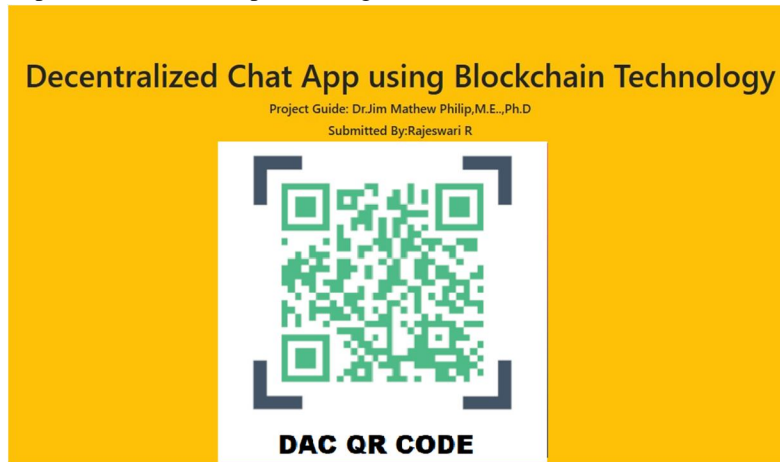 Decentralized Chat App using Blockchain Technology
Project Guide: Dr.Jim Mathew Philip,M.E..,Ph.D
Submitted By:Rajeswari R
DAC QR CODE